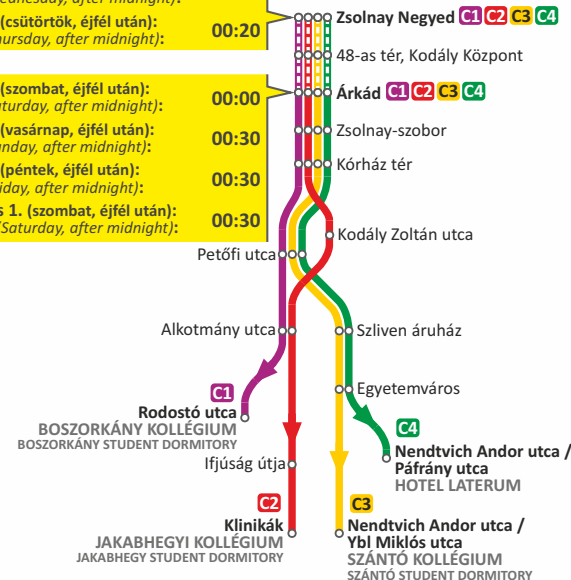 (csütörtök, éjfél után): 00:20
after midnight):
Zsolnay Negyed C1 C2 C3 C4
48-as tér, Kodály Központ
(szombat, éjfél után): 00:00
after midnight):
Árkád C1 C2 C3 C4
(vasárnap, éjfél után): 00:30
after midnight):
Zsolnay-szobor
(péntek, éjfél után): 00:30
after midnight):
Kórház tér
1. (szombat, éjfél után): 00:30
(Saturday, after midnight):
Kodály Zoltán utca
Petőfi utca
Alkotmány utca
Szliven áruház
C1
Rodostó utca
BOSZORKÁNY KOLLÉGIUM
BOSZORKÁNY STUDENT DORMITORY
Egyetemváros
C4
Nendtvich Andor utca /
Páfrány utca
HOTEL LATERUM
Ifjúság útja
C2
Klinikák
JAKABHEGYI KOLLÉGIUM
JAKABHEGY STUDENT DORMITORY
C3
Nendtvich Andor utca /
Ybl Miklós utca
SZÁNTÓ KOLLÉGIUM
SZÁNTÓ STUDENT DORMITORY